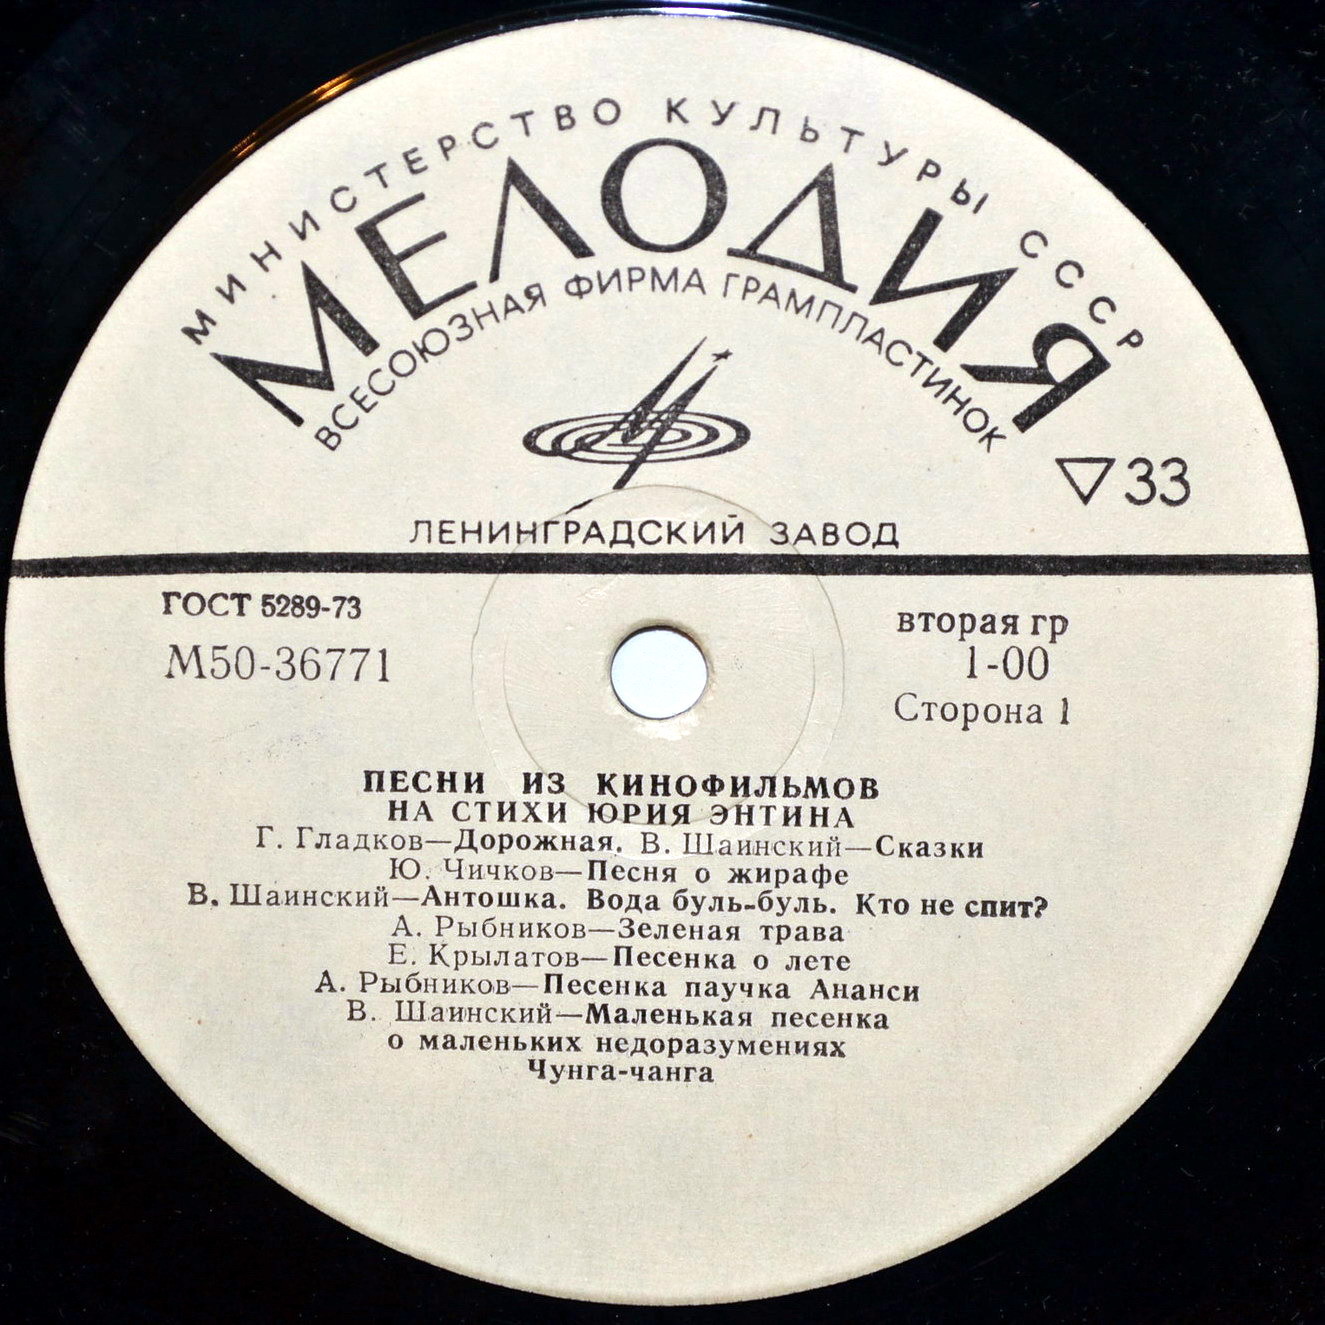 МИНИСТЕРСТВО КУЛЬТУРЫ СССР
МЕЛОДИЯ
ВСЕСОЮЗНАЯ ФИРМА ГРАМПЛАСТИНОК
▽33
ЛЕНИНГРАДСКИЙ ЗАВОД
ГОСТ 5289-73
вторая гр
М50-36771
1-00
Сторона 1
ПЕСНИ ИЗ КИНОФИЛЬМОВ
НА СТИХИ ЮРИЯ ЭНТИНА
Г. Гладков—Дорожная. В. Шаинский—Сказки
Ю. Чичков—Песня о жирафе
В. Шаинский—Антошка. Вода буль-буль. Кто не спит?
А. Рыбников—Зеленая трава
Е. Крылатов—Песенка о лете
А. Рыбников—Песенка паучка Ананси
В. Шаинский—Маленькая песенка
о маленьких недоразумениях
Чунга-чанга